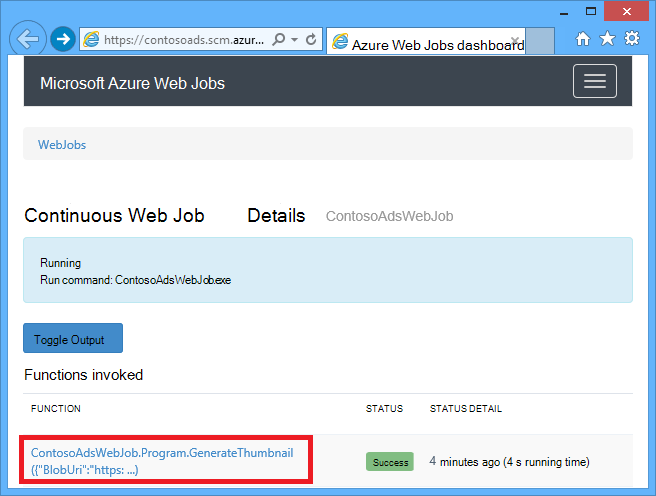 https://contosoads.scm.azur...
Azure Web Jobs dashboard
Microsoft Azure Web Jobs
WebJobs
Continuous Web Job Details ContosoAdsWebJob
Running
Run command: ContosoAdsWebJob.exe
Toggle Output
Functions invoked
FUNCTION STATUS STATUS DETAIL
ContosoAdsWebJob.Program.GenerateThumbnail
({"BlobUri":"https: ...) Success 4 minutes ago (4 s running time)